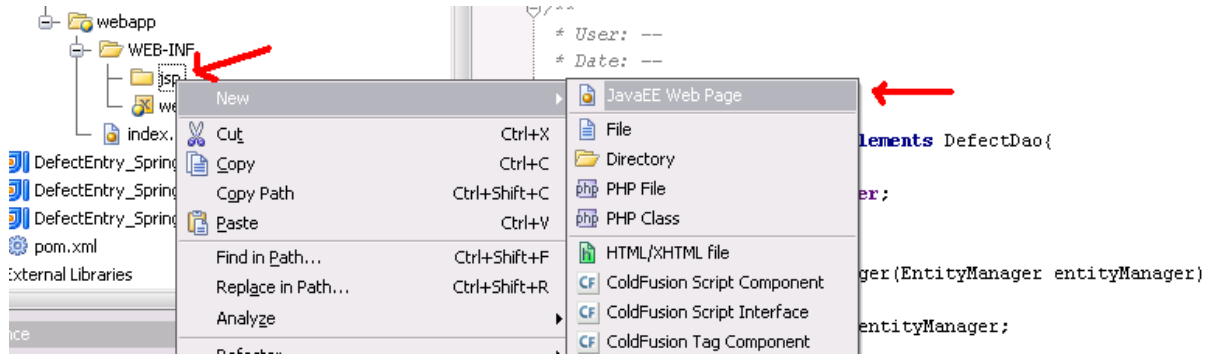 webapp
/**
WEB-INF
* User: --
jsp
* Date: --
we
New
JavaEE Web Page
index.
Cut Ctrl+X
File
lements DefectDao{
DefectEntry_Spring
Copy Ctrl+C
Directory
DefectEntry_Spring
Copy Path Ctrl+Shift+C
PHP File
er;
DefectEntry_Spring
Paste Ctrl+V
PHP Class
pom.xml
Find in Path... Ctrl+Shift+F
HTML/XHTML file
External Libraries
Replace in Path... Ctrl+Shift+R
ColdFusion Script Component
ger(EntityManager entityManager)
Analyze
ColdFusion Script Interface
entityManager;
nce
ColdFusion Tag Component